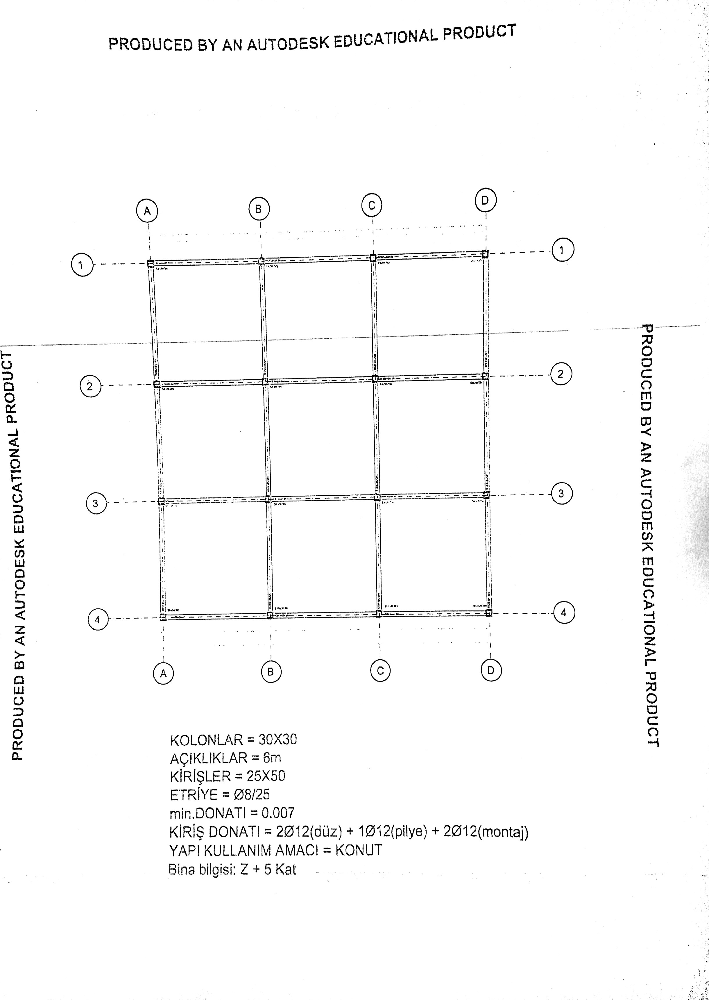 PRODUCED BY AN AUTODESK EDUCATIONAL PRODUCT
A
B
C
D
1
1
2
2
3
3
4
4
A
B
C
D
PRODUCED BY AN AUTODESK EDUCATIONAL PRODUCT
PRODUCED BY AN AUTODESK EDUCATIONAL PRODUCT
KOLONLAR = 30X30
AÇIKLIKLAR = 6m
KİRİŞLER = 25X50
ETRİYE = Ø8/25
min.DONATI = 0.007
KİRİŞ DONATI = 2Ø12(düz) + 1Ø12(pilye) + 2Ø12(montaj)
YAPI KULLANIM AMACI = KONUT
Bina bilgisi: Z + 5 Kat